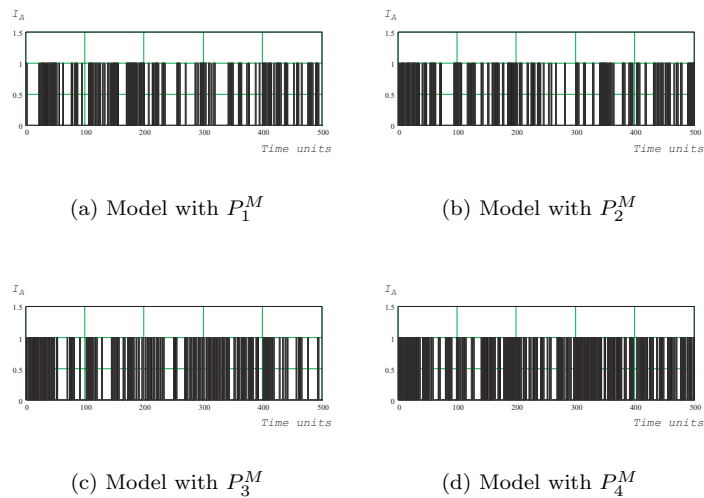 I_A I_A
1.5 1.5
1 1
0.5 0.5
0 0
0 100 200 300 400 500 0 100 200 300 400 500
Time units Time units
(a) Model with P_1^M (b) Model with P_2^M
I_A I_A
1.5 1.5
1 1
0.5 0.5
0 0
0 100 200 300 400 500 0 100 200 300 400 500
Time units Time units
(c) Model with P_3^M (d) Model with P_4^M